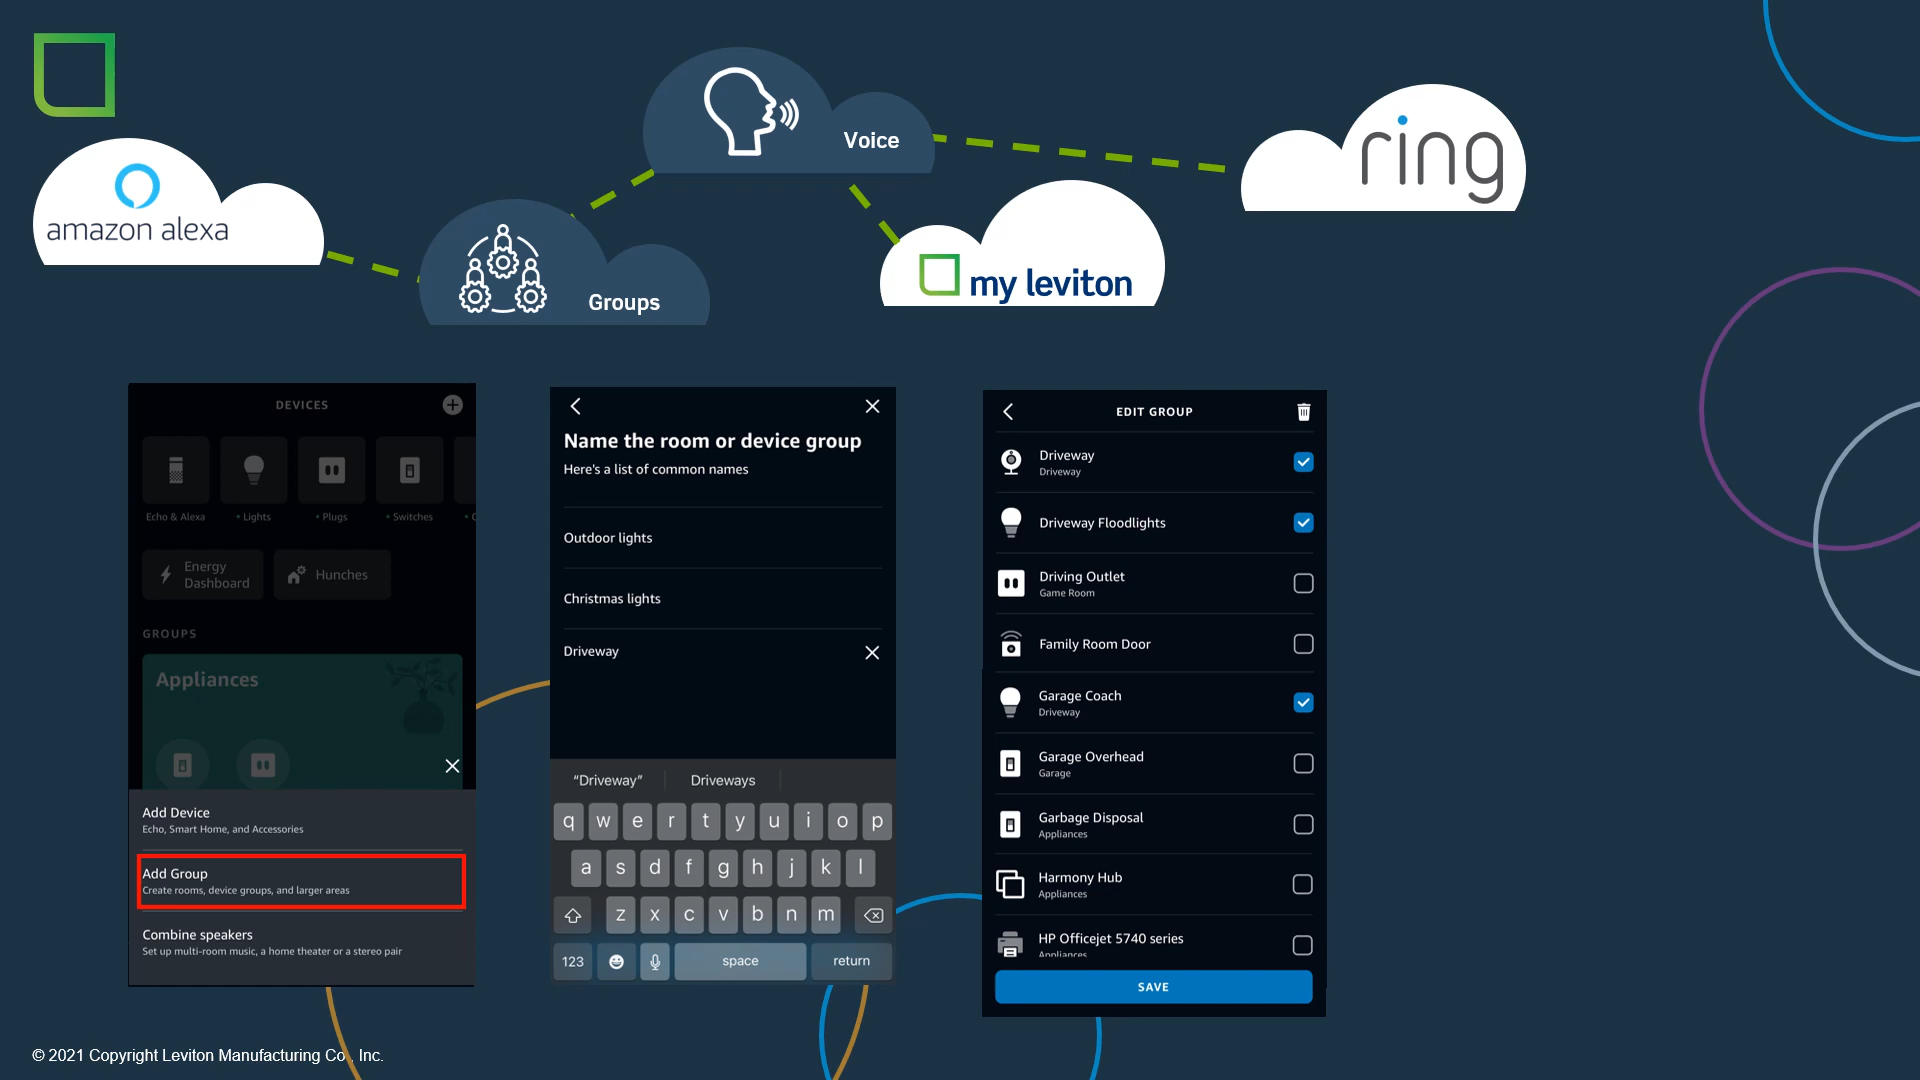 amazon alexa
Groups
Voice
my leviton
ring
DEVICES
Echo & Alexa
• Lights
• Plugs
• Switches
Energy
Dashboard
Hunches
GROUPS
Appliances
Add Device
Echo, Smart Home, and Accessories
Add Group
Create rooms, device groups, and larger areas
Combine speakers
Set up multi-room music, a home theater or a stereo pair
Name the room or device group
Here's a list of common names
Outdoor lights
Christmas lights
Driveway
“Driveway”
Driveways
q w e r t y u i o p
a s d f g h j k l
z x c v b n m
123
space
return
EDIT GROUP
Driveway
Driveway
Driveway Floodlights
Driving Outlet
Game Room
Family Room Door
Garage Coach
Driveway
Garage Overhead
Garage
Garbage Disposal
Appliances
Harmony Hub
Appliances
HP Officejet 5740 series
Appliances
SAVE
© 2021 Copyright Leviton Manufacturing Co., Inc.